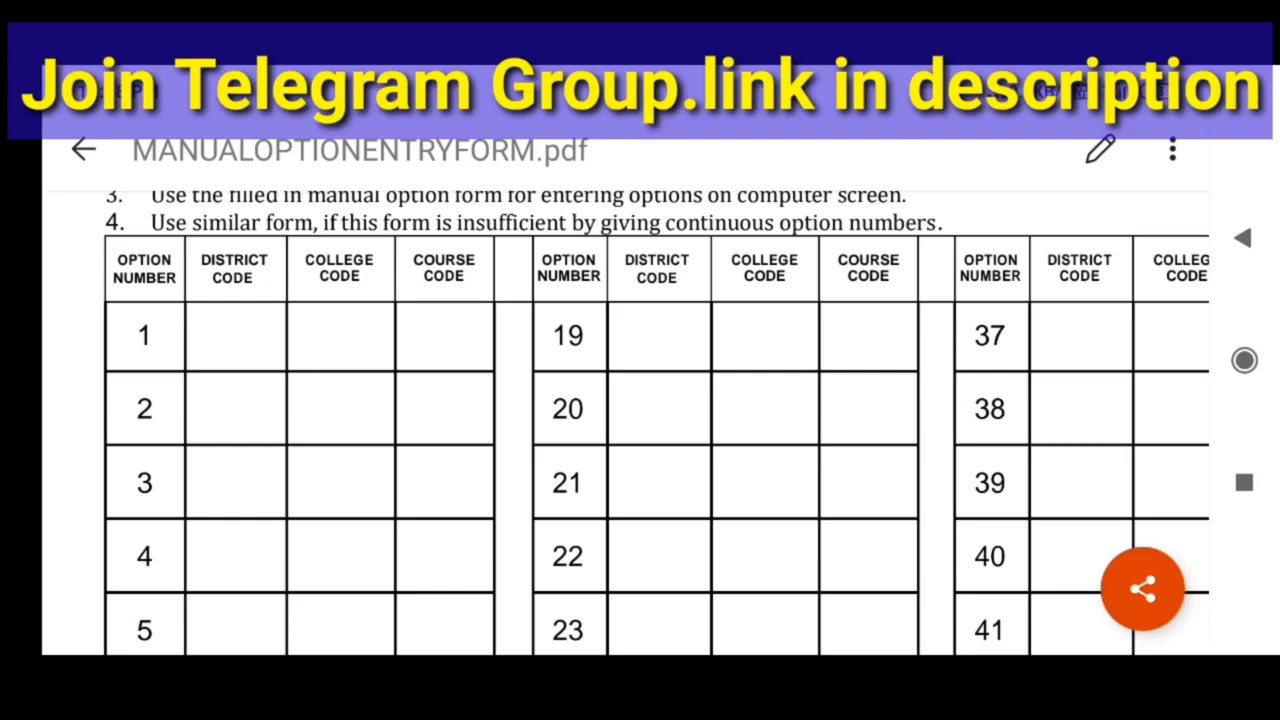 Join Telegram Group.link in description
MANUALOPTIONENTRYFORM.pdf
3. Use the filled in manual option form for entering options on computer screen.
4. Use similar form, if this form is insufficient by giving continuous option numbers.
OPTION NUMBER DISTRICT CODE COLLEGE CODE COURSE CODE OPTION NUMBER DISTRICT CODE COLLEGE CODE COURSE CODE OPTION NUMBER DISTRICT CODE COLLEG CODE
1 19 37
2 20 38
3 21 39
4 22 40
5 23 41